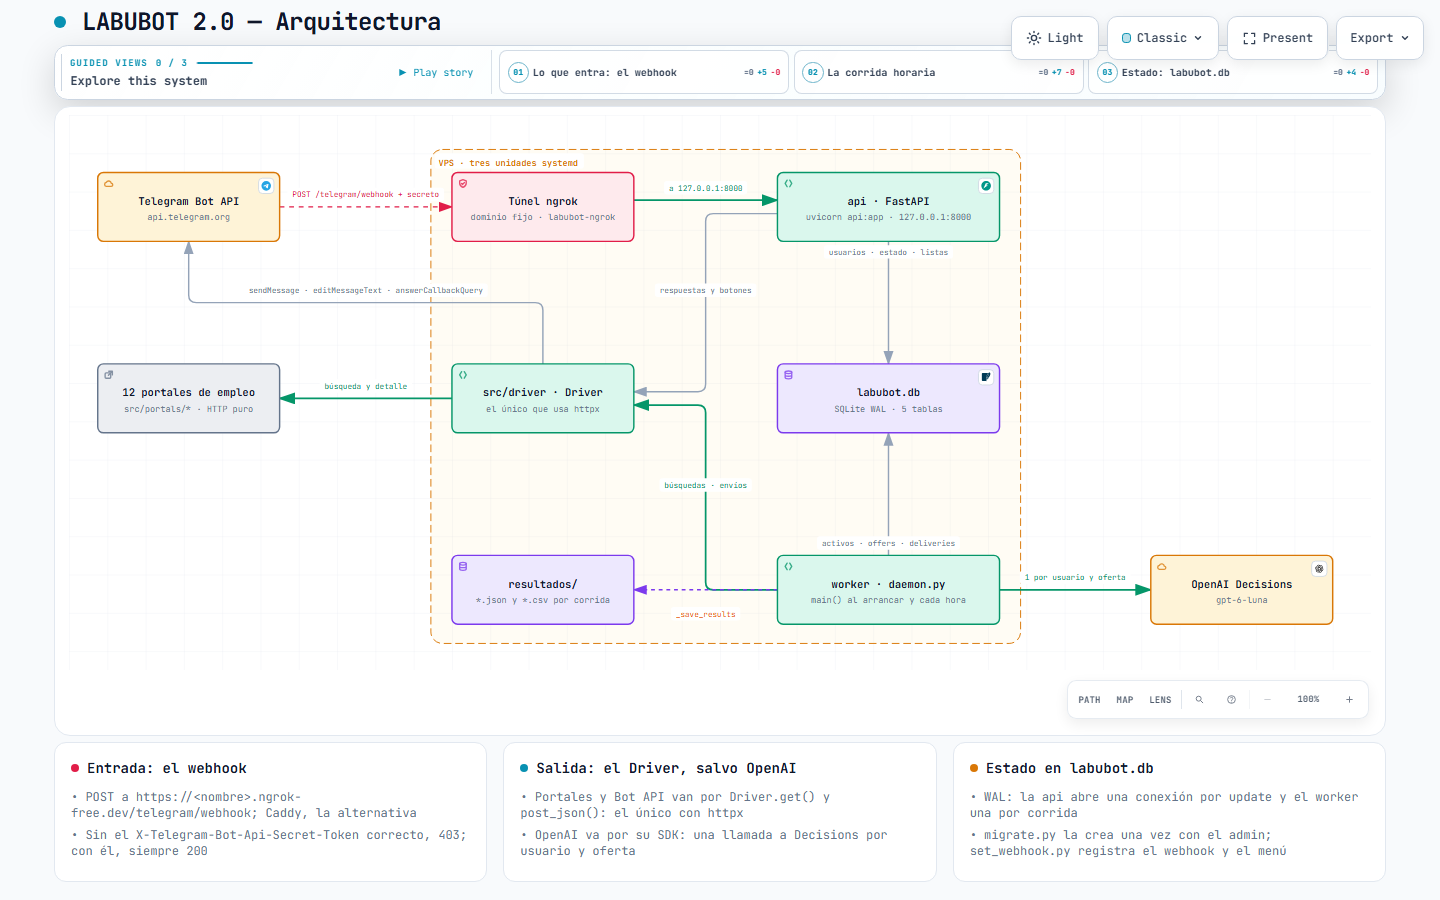 LABUBOT 2.0 — Arquitectura
Light
Classic
Present
Export
GUIDED VIEWS 0 / 3
Explore this system
▶ Play story
01 Lo que entra: el webhook =0 +5 -0
02 La corrida horaria =0 +7 -0
03 Estado: labubot.db =0 +4 -0
VPS · tres unidades systemd
Telegram Bot API
api.telegram.org
POST /telegram/webhook + secreto
Túnel ngrok
dominio fijo · labubot-ngrok
a 127.0.0.1:8000
api · FastAPI
uvicorn api:app · 127.0.0.1:8000
usuarios · estado · listas
sendMessage · editMessageText · answerCallbackQuery
respuestas y botones
12 portales de empleo
src/portals/* · HTTP puro
búsqueda y detalle
src/driver · Driver
el único que usa httpx
labubot.db
SQLite WAL · 5 tablas
búsquedas · envíos
activos · offers · deliveries
resultados/
*.json y *.csv por corrida
_save_results
worker · daemon.py
main() al arrancar y cada hora
1 por usuario y oferta
OpenAI Decisions
gpt-6-luna
PATH MAP LENS − 100% +
Entrada: el webhook
• POST a https://<nombre>.ngrok-
free.dev/telegram/webhook; Caddy, la alternativa
• Sin el X-Telegram-Bot-Api-Secret-Token correcto, 403;
con él, siempre 200
Salida: el Driver, salvo OpenAI
• Portales y Bot API van por Driver.get() y
post_json(): el único con httpx
• OpenAI va por su SDK: una llamada a Decisions por
usuario y oferta
Estado en labubot.db
• WAL: la api abre una conexión por update y el worker
una por corrida
• migrate.py la crea una vez con el admin;
set_webhook.py registra el webhook y el menú